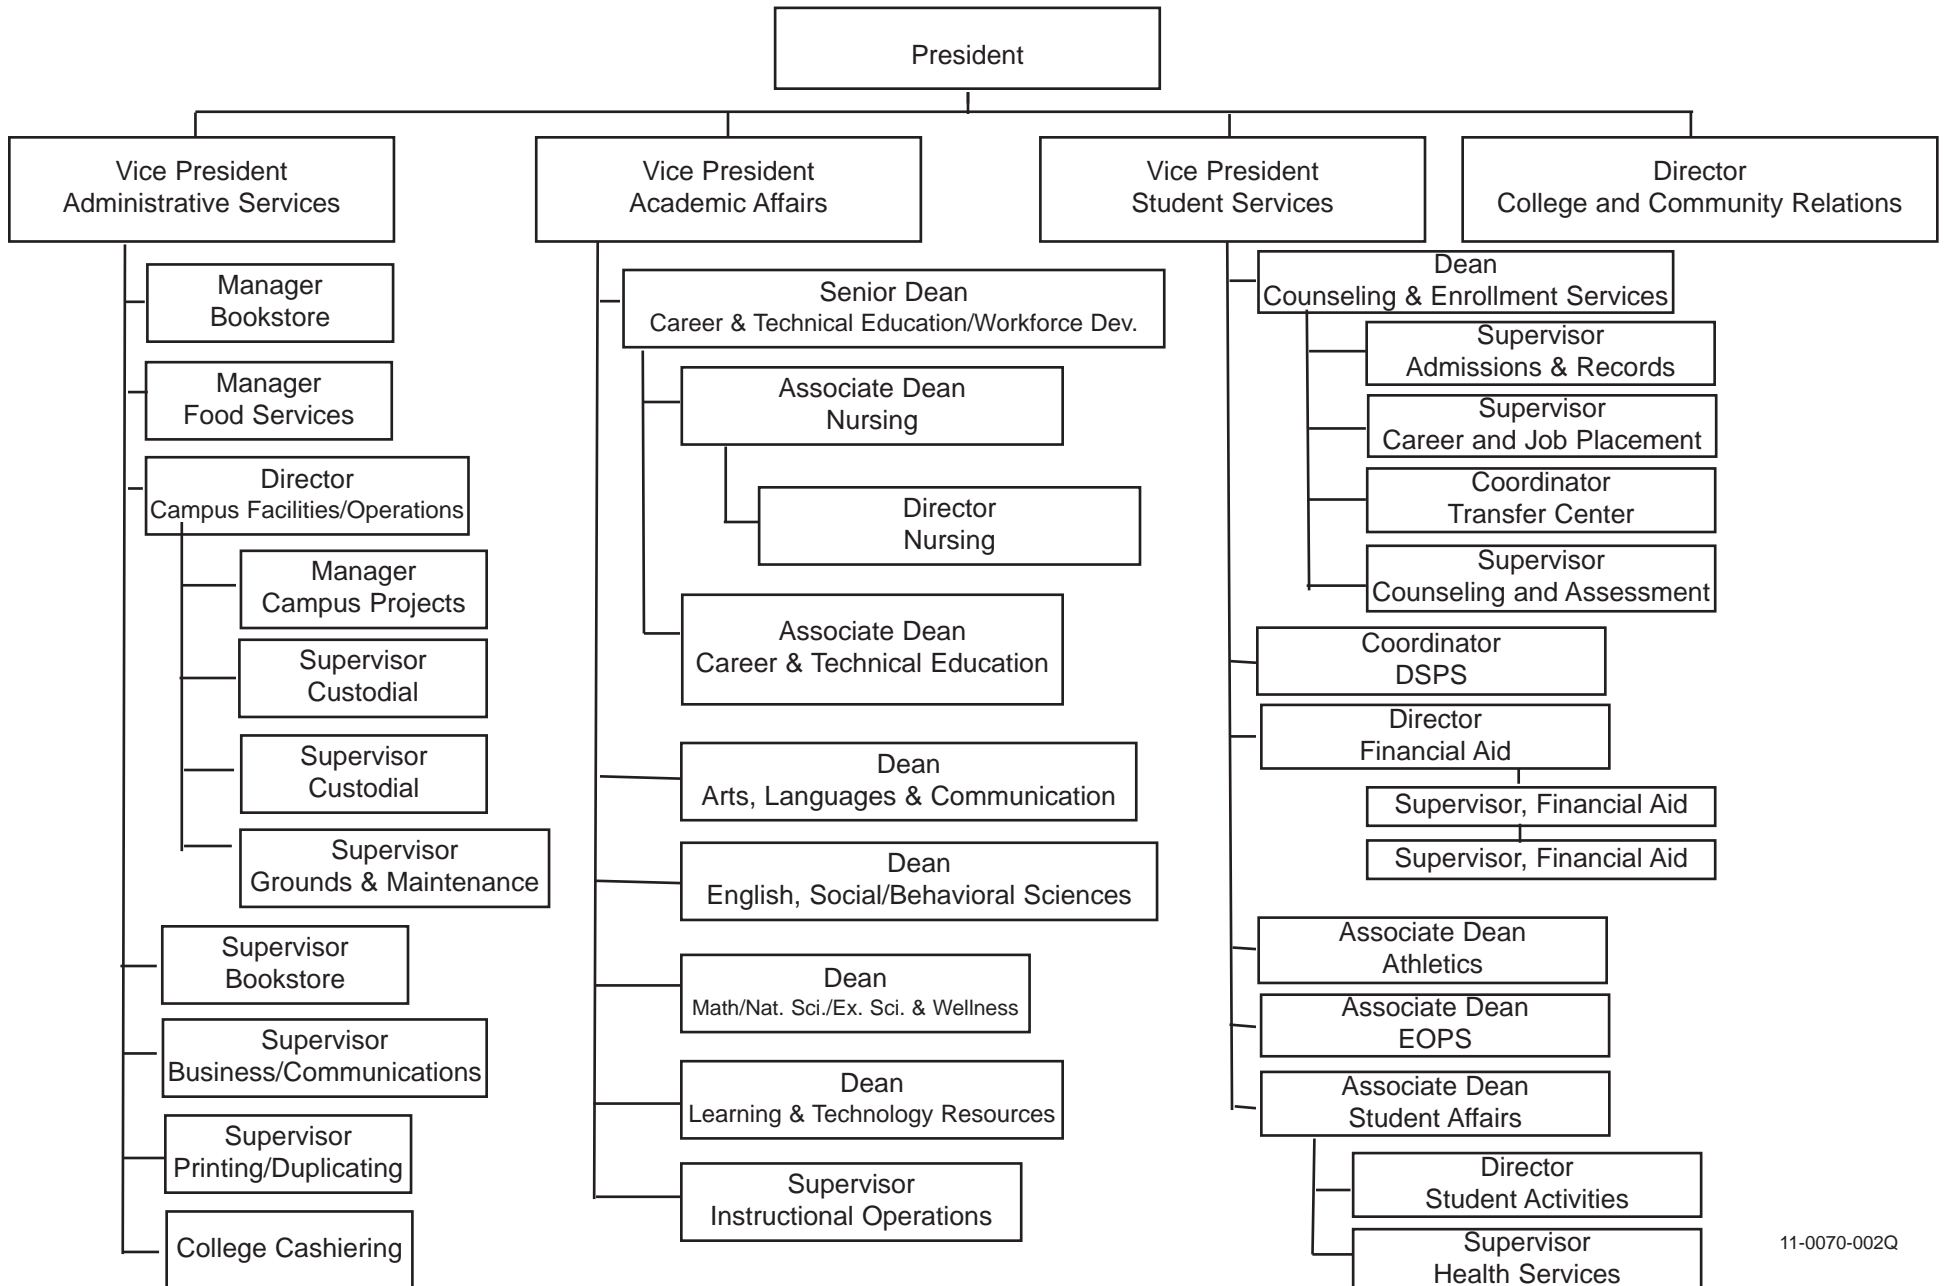 President
Vice President
Administrative Services
Vice President
Academic Affairs
Vice President
Student Services
Director
College and Community Relations
Manager
Bookstore
Manager
Food Services
Director
Campus Facilities/Operations
Manager
Campus Projects
Supervisor
Custodial
Supervisor
Custodial
Supervisor
Grounds & Maintenance
Supervisor
Bookstore
Supervisor
Business/Communications
Supervisor
Printing/Duplicating
College Cashiering
Senior Dean
Career & Technical Education/Workforce Dev.
Associate Dean
Nursing
Director
Nursing
Associate Dean
Career & Technical Education
Dean
Arts, Languages & Communication
Dean
English, Social/Behavioral Sciences
Dean
Math/Nat. Sci./Ex. Sci. & Wellness
Dean
Learning & Technology Resources
Supervisor
Instructional Operations
Dean
Counseling & Enrollment Services
Supervisor
Admissions & Records
Supervisor
Career and Job Placement
Coordinator
Transfer Center
Supervisor
Counseling and Assessment
Coordinator
DSPS
Director
Financial Aid
Supervisor, Financial Aid
Supervisor, Financial Aid
Associate Dean
Athletics
Associate Dean
EOPS
Associate Dean
Student Affairs
Director
Student Activities
Supervisor
Health Services
11-0070-002Q